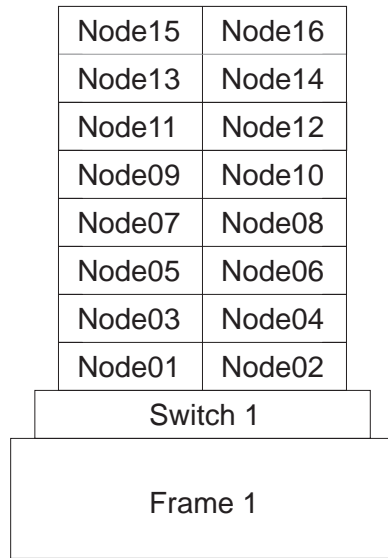 Node15 Node16
Node13 Node14
Node11 Node12
Node09 Node10
Node07 Node08
Node05 Node06
Node03 Node04
Node01 Node02
Switch 1
Frame 1